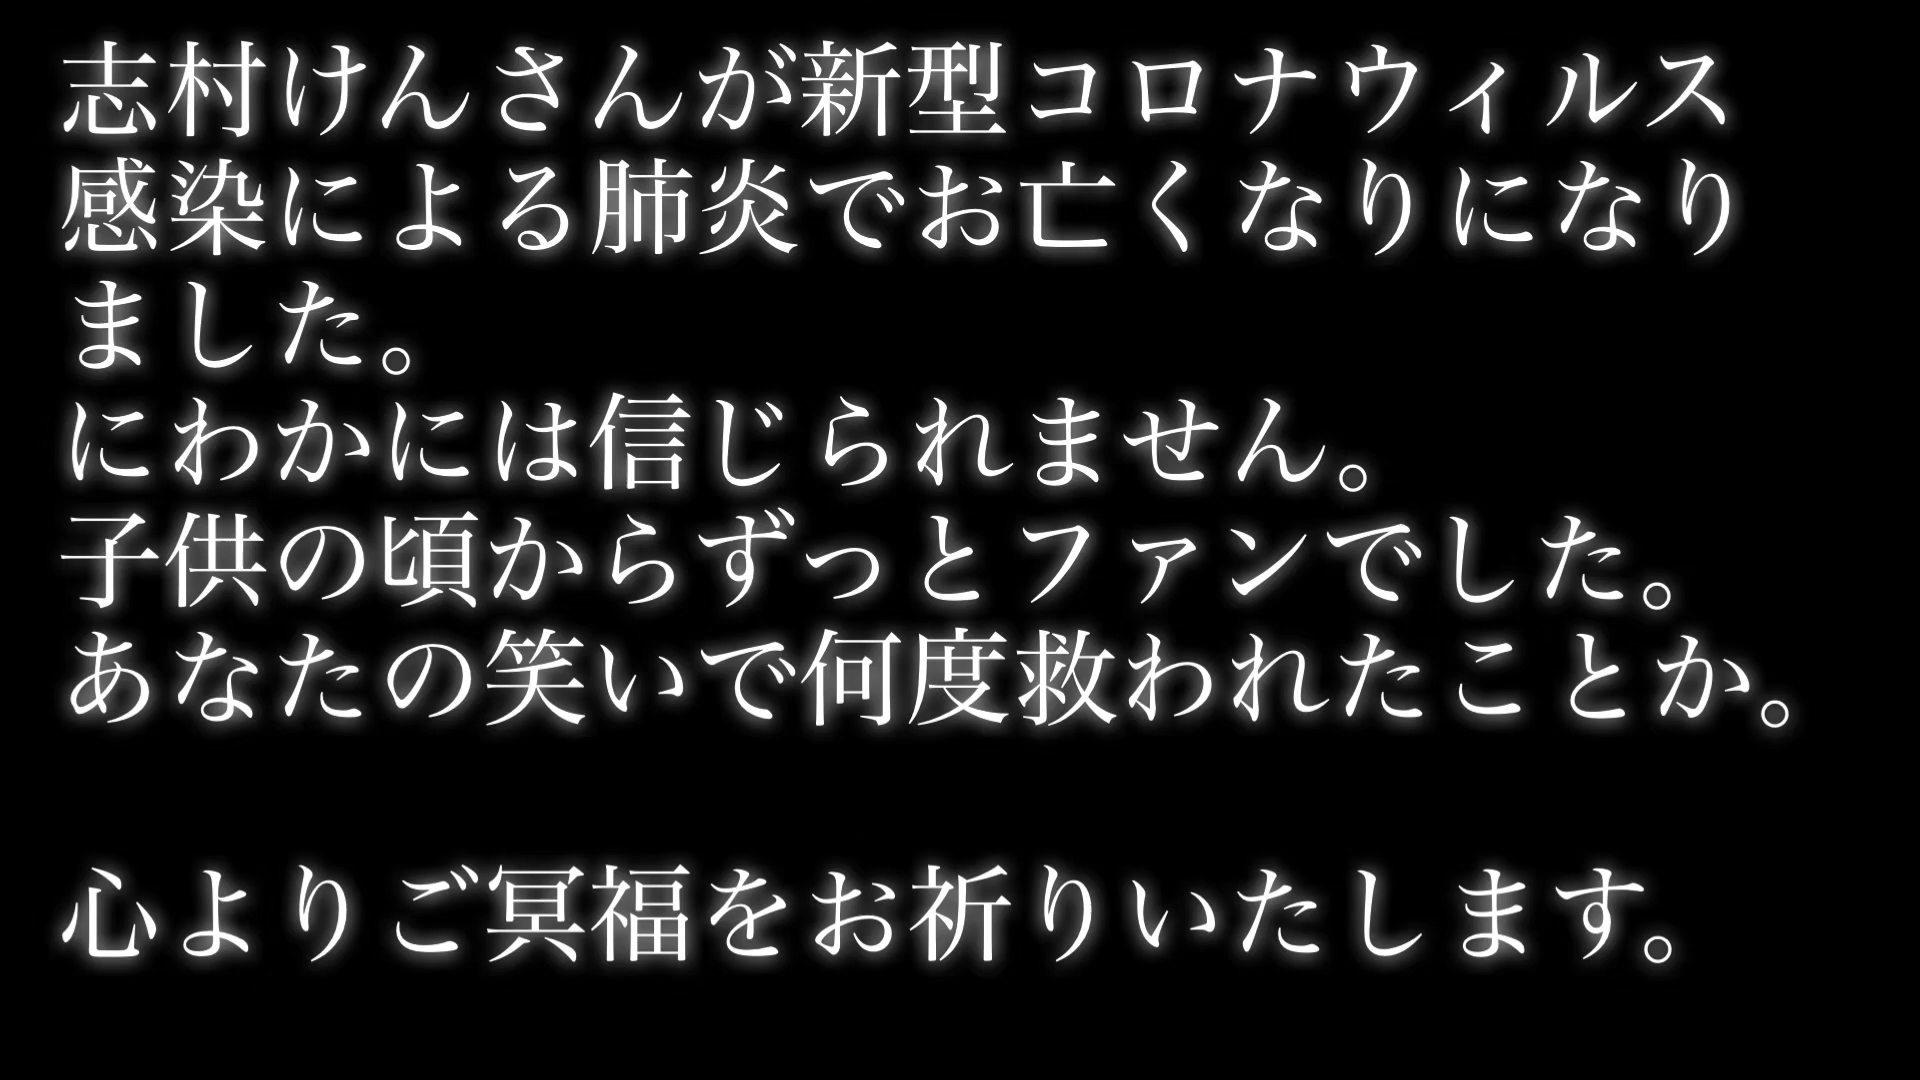 志村けんさんが新型コロナウィルス
感染による肺炎でお亡くなりになり
ました。
にわかには信じられません。
子供の頃からずっとファンでした。
あなたの笑いで何度救われたことか。
心よりご冥福をお祈りいたします。